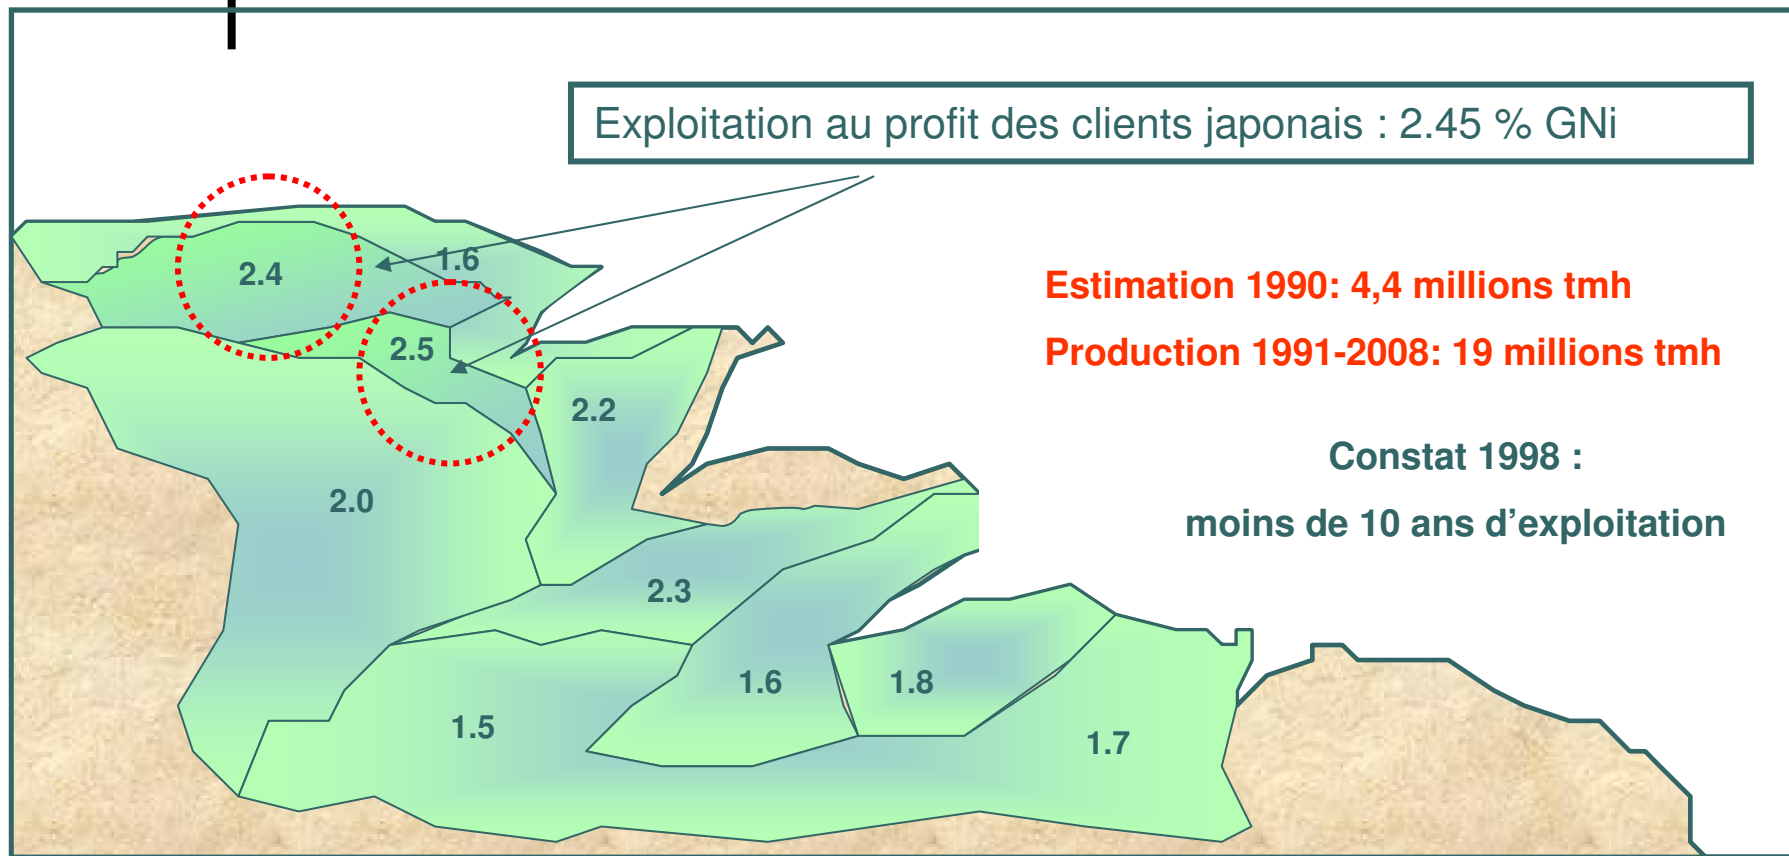 Exploitation au profit des clients japonais : 2.45 % GNi
2.4
1.6
2.5
2.2
2.0
2.3
1.6
1.8
1.5
1.7
Estimation 1990: 4,4 millions tmh
Production 1991-2008: 19 millions tmh
Constat 1998 :
moins de 10 ans d’exploitation